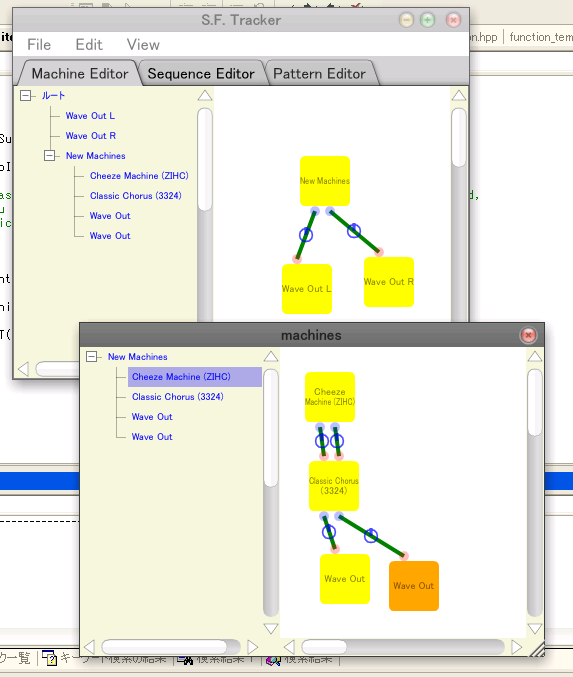 S.F. Tracker
File Edit View
Machine Editor Sequence Editor Pattern Editor
ルート
Wave Out L
Wave Out R
New Machines
Cheeze Machine (ZIHC)
Classic Chorus (3324)
Wave Out
Wave Out
New Machines
Wave Out L
Wave Out R
machines
New Machines
Cheeze Machine (ZIHC)
Classic Chorus (3324)
Wave Out
Wave Out
Cheeze
Machine (ZIHC)
Classic Chorus
(3324)
Wave Out
Wave Out
n.hpp
function_tem
キーワード検索の結果
検索結果 1
検索結果